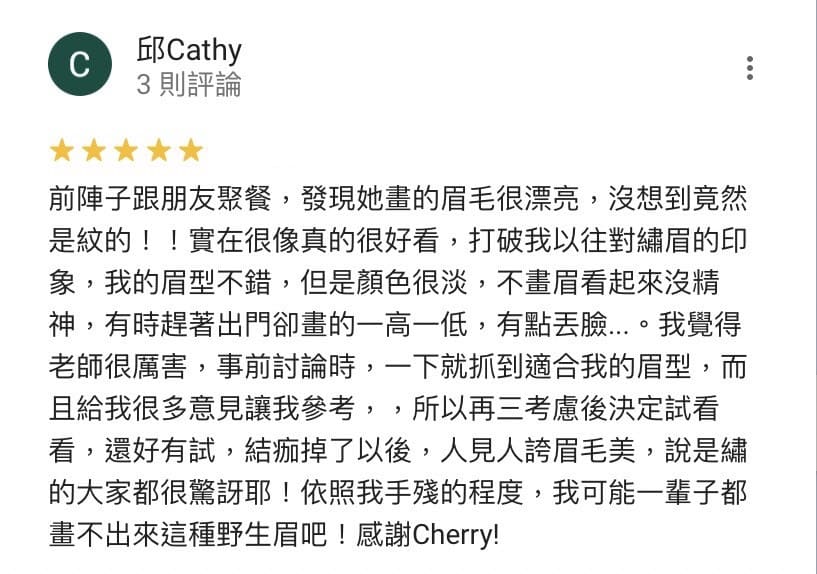 邱Cathy
C
3 則評論
前陣子跟朋友聚餐，發現她畫的眉毛很漂亮，沒想到竟然
是紋的！！實在很像真的很好看，打破我以往對繡眉的印
象，我的眉型不錯，但是顏色很淡，不畫眉看起來沒精
神，有時趕著出門卻畫的一高一低，有點丟臉...。我覺得
老師很厲害，事前討論時，一下就抓到適合我的眉型，而
且給我很多意見讓我參考，，所以再三考慮後決定試看
看，還好有試，結痂掉了以後，人見人誇眉毛美，說是繡
的大家都很驚訝耶！依照我手殘的程度，我可能一輩子都
畫不出來這種野生眉吧！感謝Cherry!